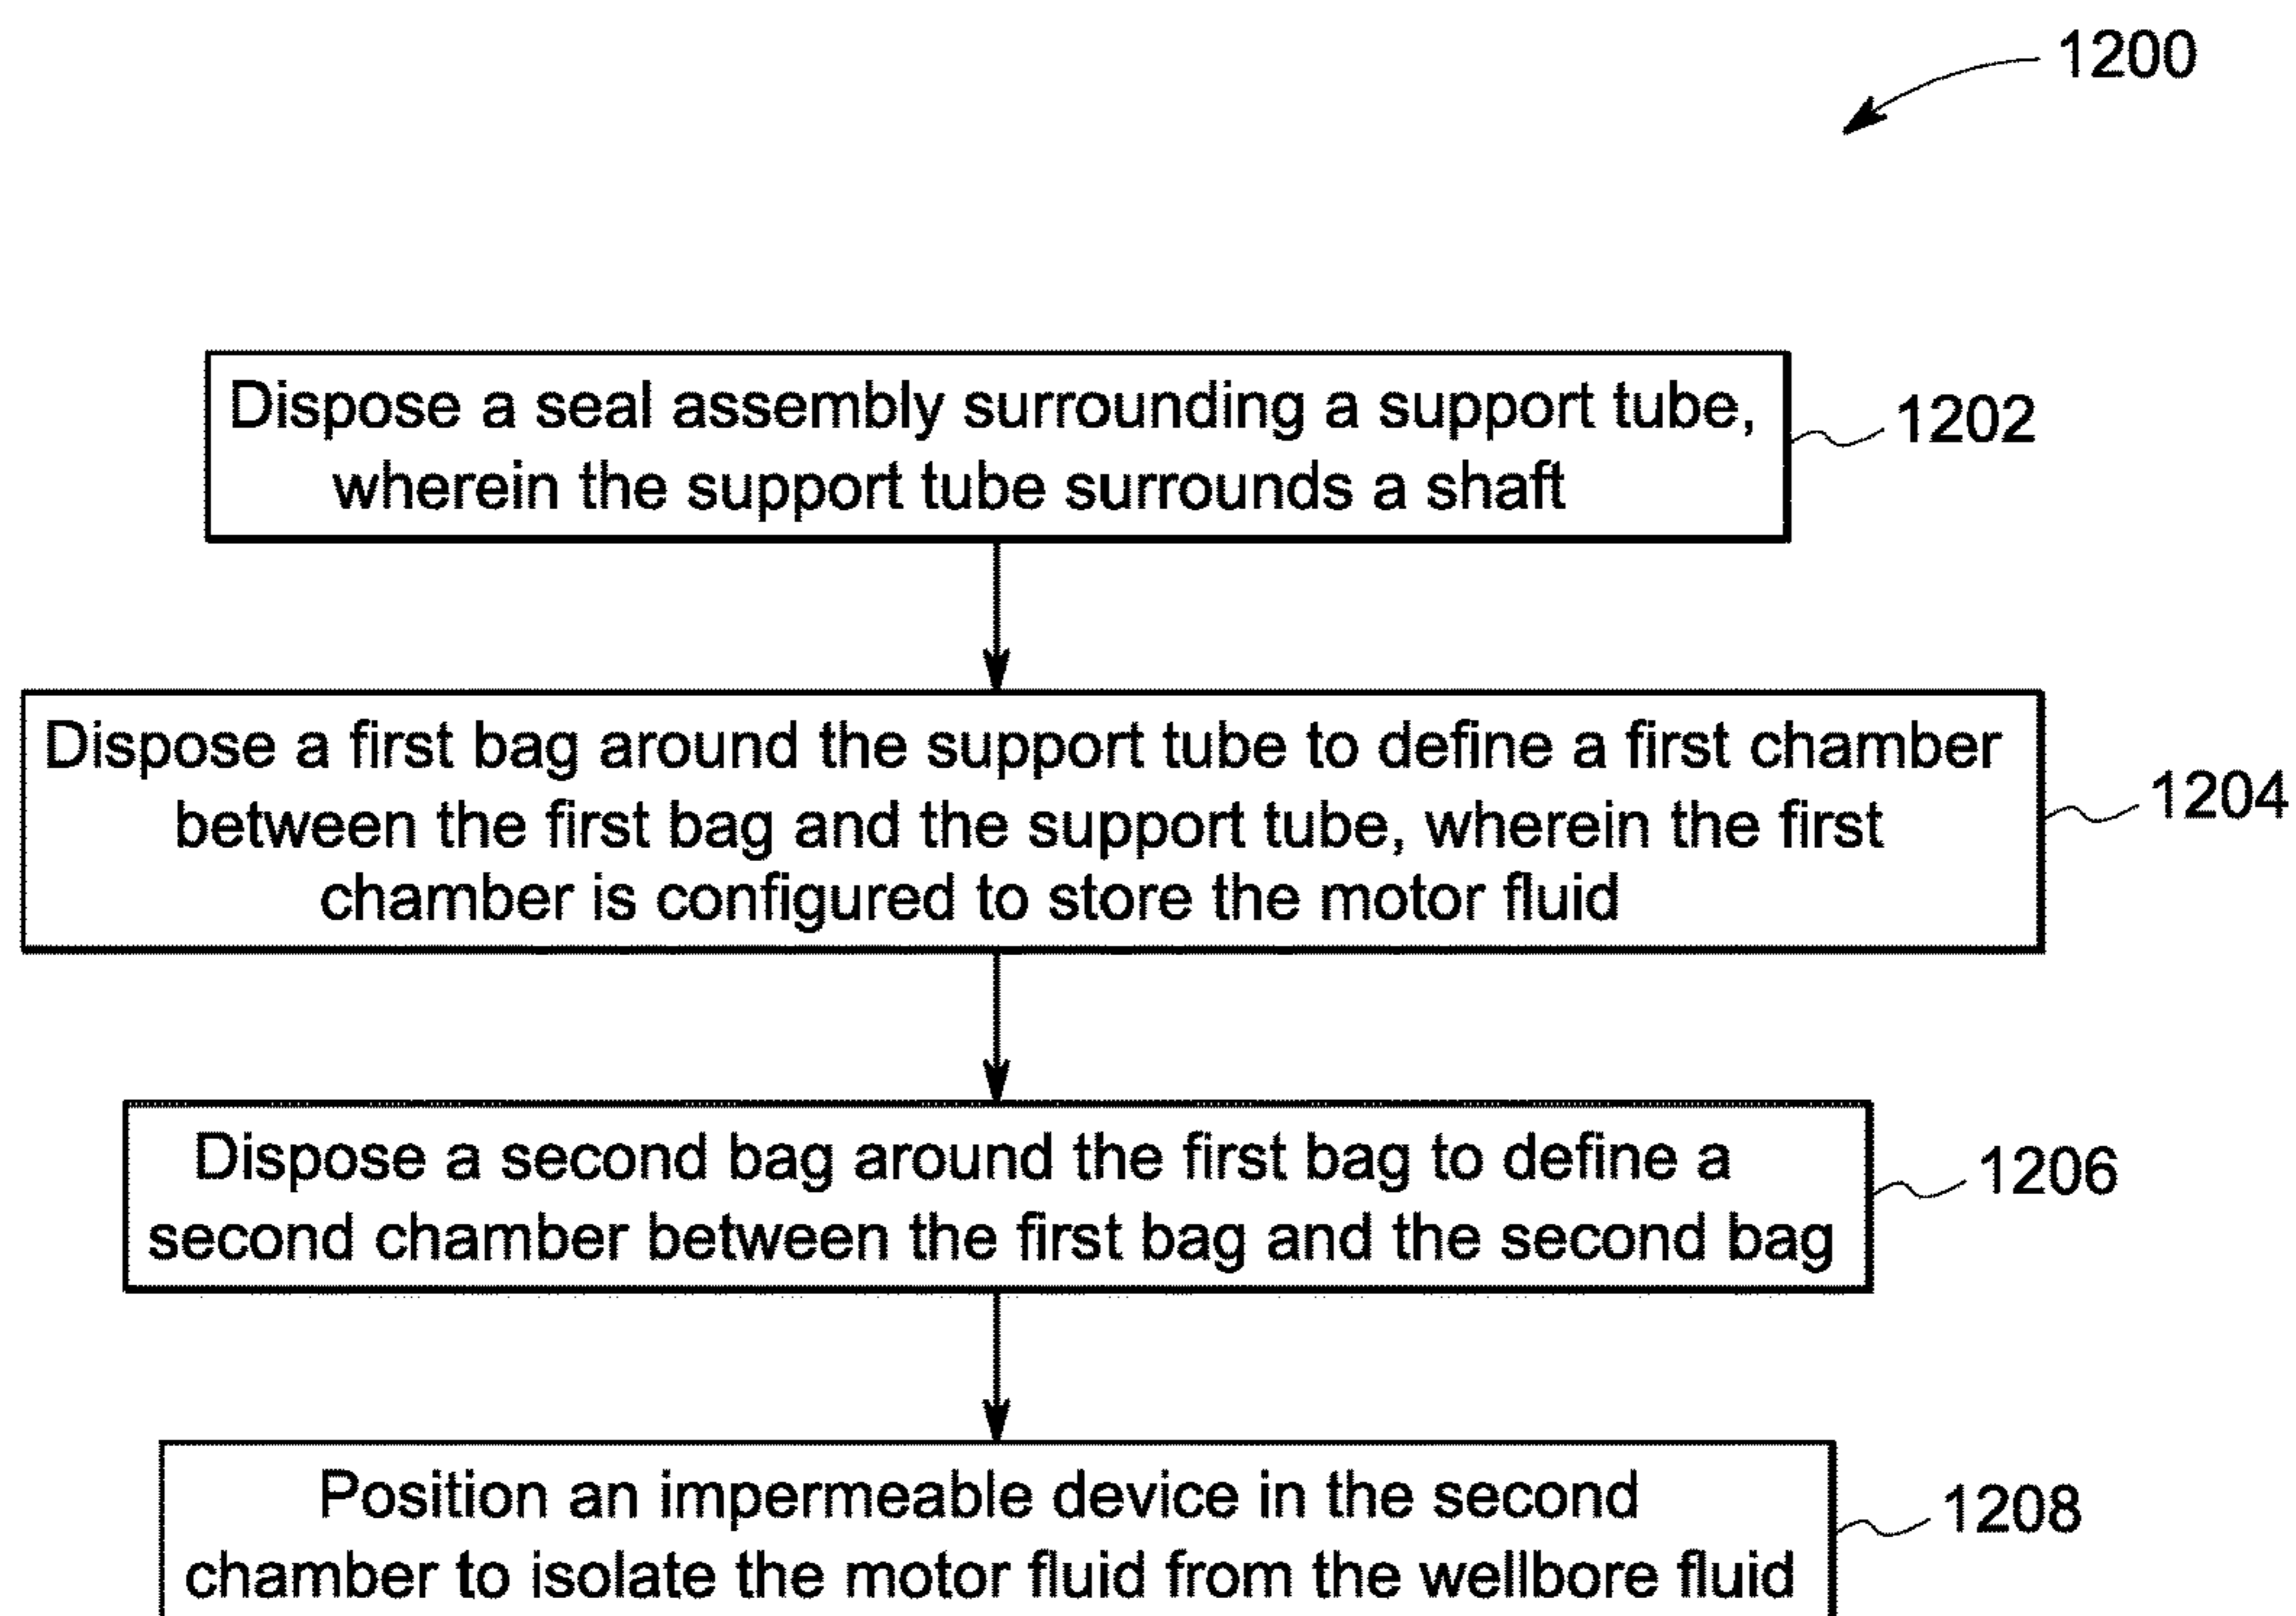 1200
Dispose a seal assembly surrounding a support tube,
wherein the support tube surrounds a shaft
1202
Dispose a first bag around the support tube to define a first chamber
between the first bag and the support tube, wherein the first
chamber is configured to store the motor fluid
1204
Dispose a second bag around the first bag to define a
second chamber between the first bag and the second bag
1206
Position an impermeable device in the second
chamber to isolate the motor fluid from the wellbore fluid
1208